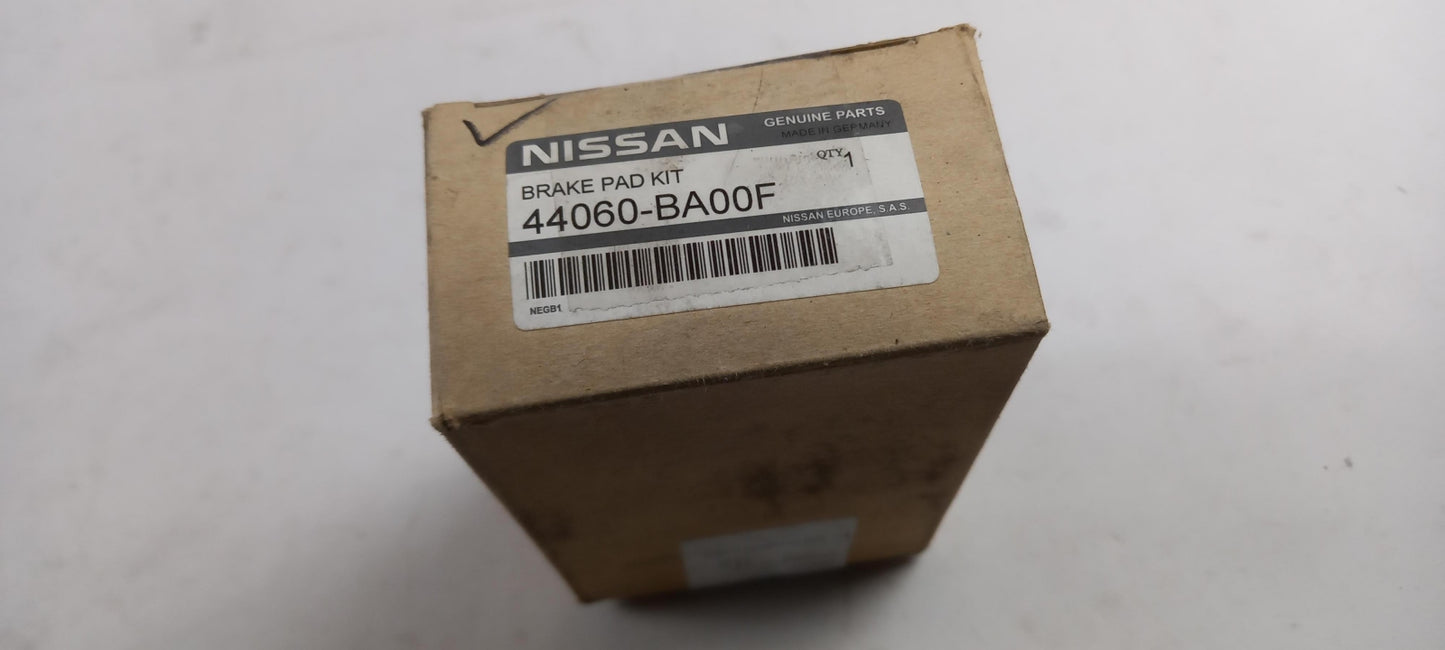 NISSAN
GENUINE PARTS
MADE IN GERMANY
QTY 1
BRAKE PAD KIT
44060-BA00F
NISSAN EUROPE, S.A.S.
NEGB1